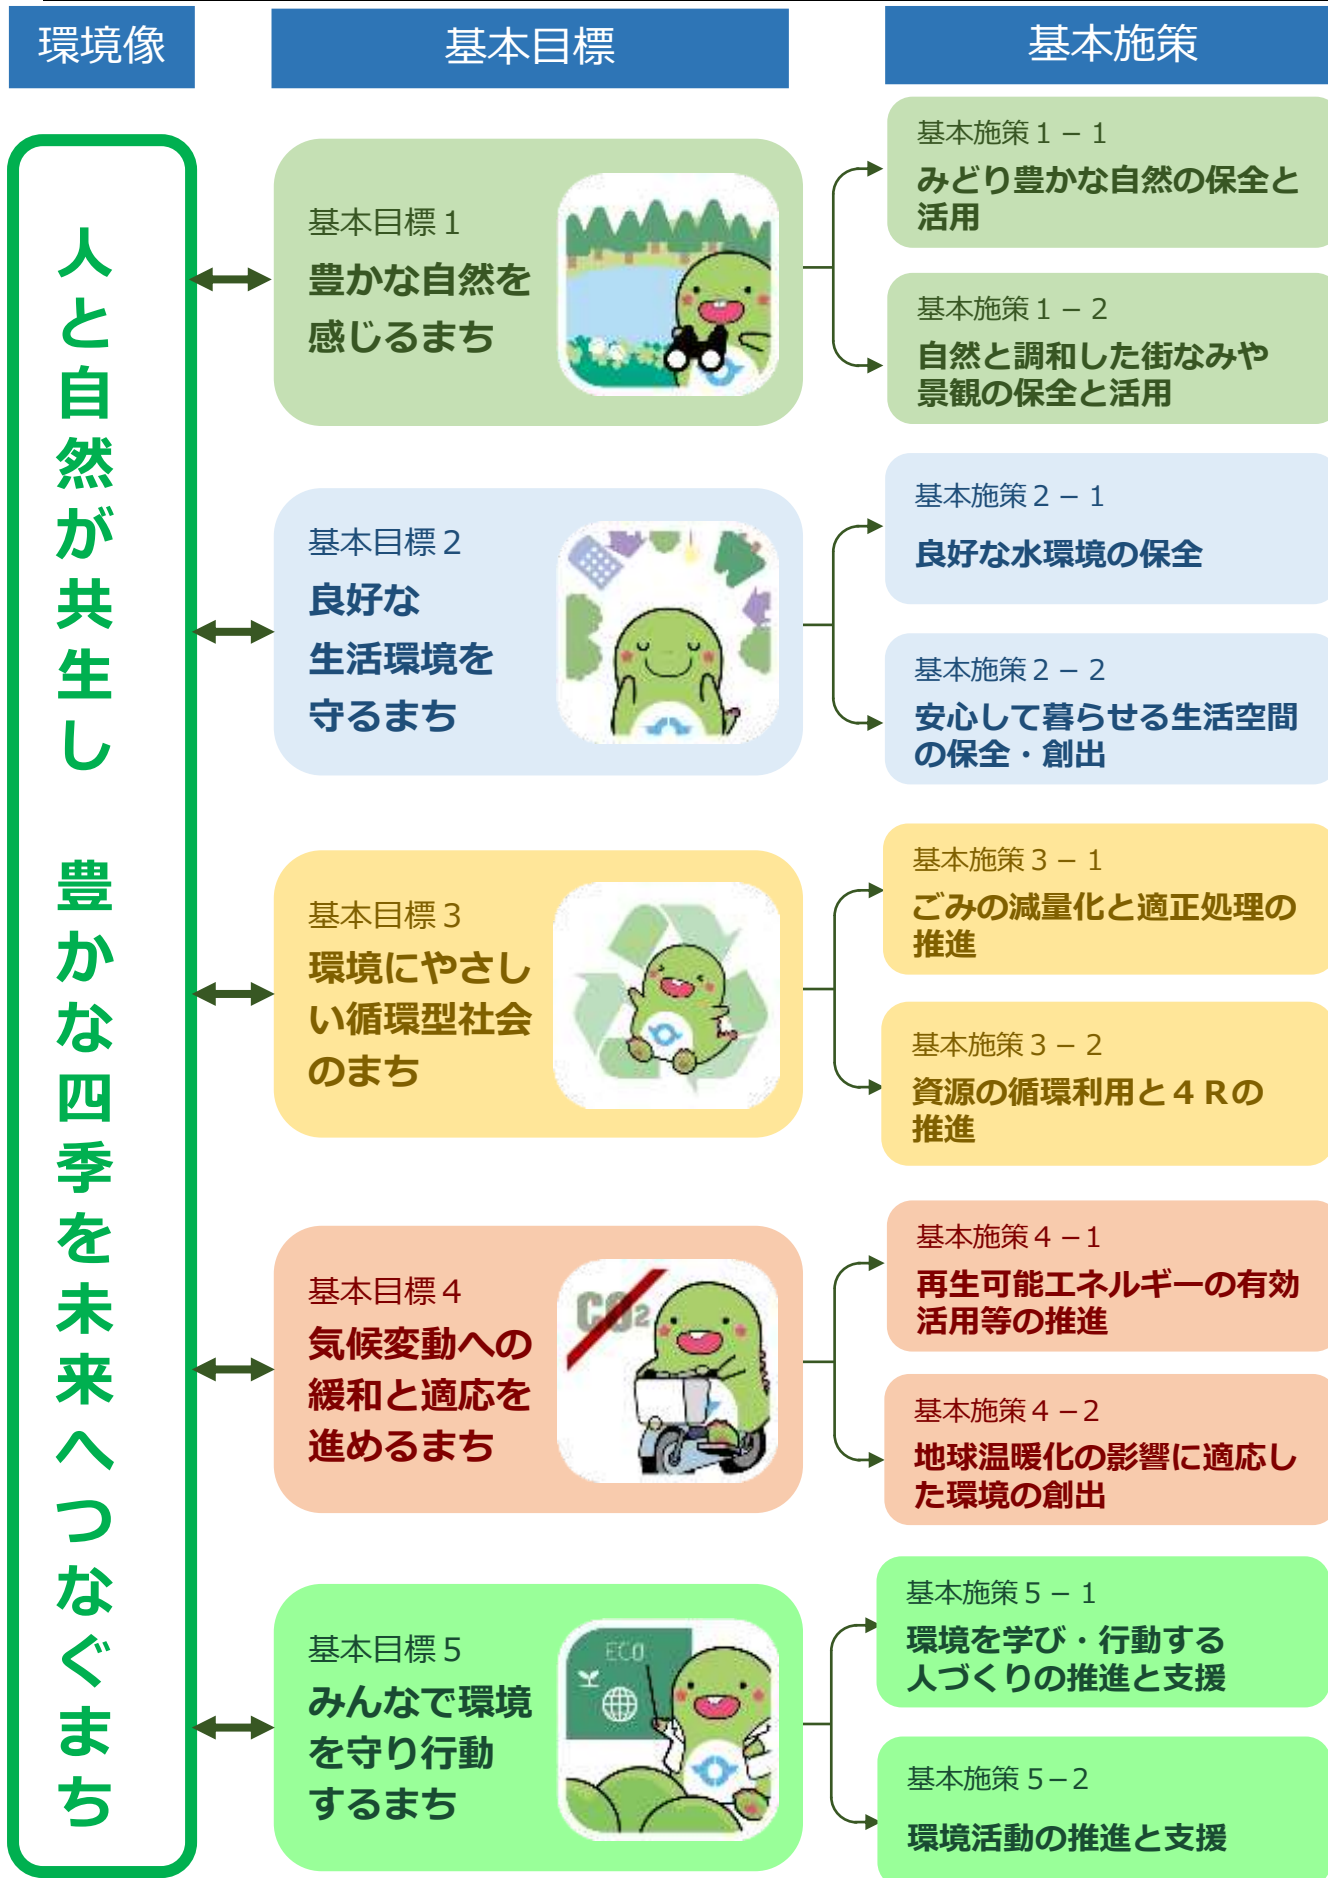 環境像
基本目標
基本施策
人と自然が共生し　豊かな四季を未来へつなぐまち
基本目標１
豊かな自然を
感じるまち
基本施策１－１
みどり豊かな自然の保全と
活用
基本施策１－２
自然と調和した街なみや
景観の保全と活用
基本目標２
良好な
生活環境を
守るまち
基本施策２－１
良好な水環境の保全
基本施策２－２
安心して暮らせる生活空間
の保全・創出
基本目標３
環境にやさし
い循環型社会
のまち
基本施策３－１
ごみの減量化と適正処理の
推進
基本施策３－２
資源の循環利用と４Ｒの
推進
基本目標４
気候変動への
緩和と適応を
進めるまち
CO2
基本施策４－1
再生可能エネルギーの有効
活用等の推進
基本施策４－2
地球温暖化の影響に適応し
た環境の創出
基本目標５
みんなで環境
を守り行動
するまち
ECO
基本施策５－１
環境を学び・行動する
人づくりの推進と支援
基本施策５－2
環境活動の推進と支援